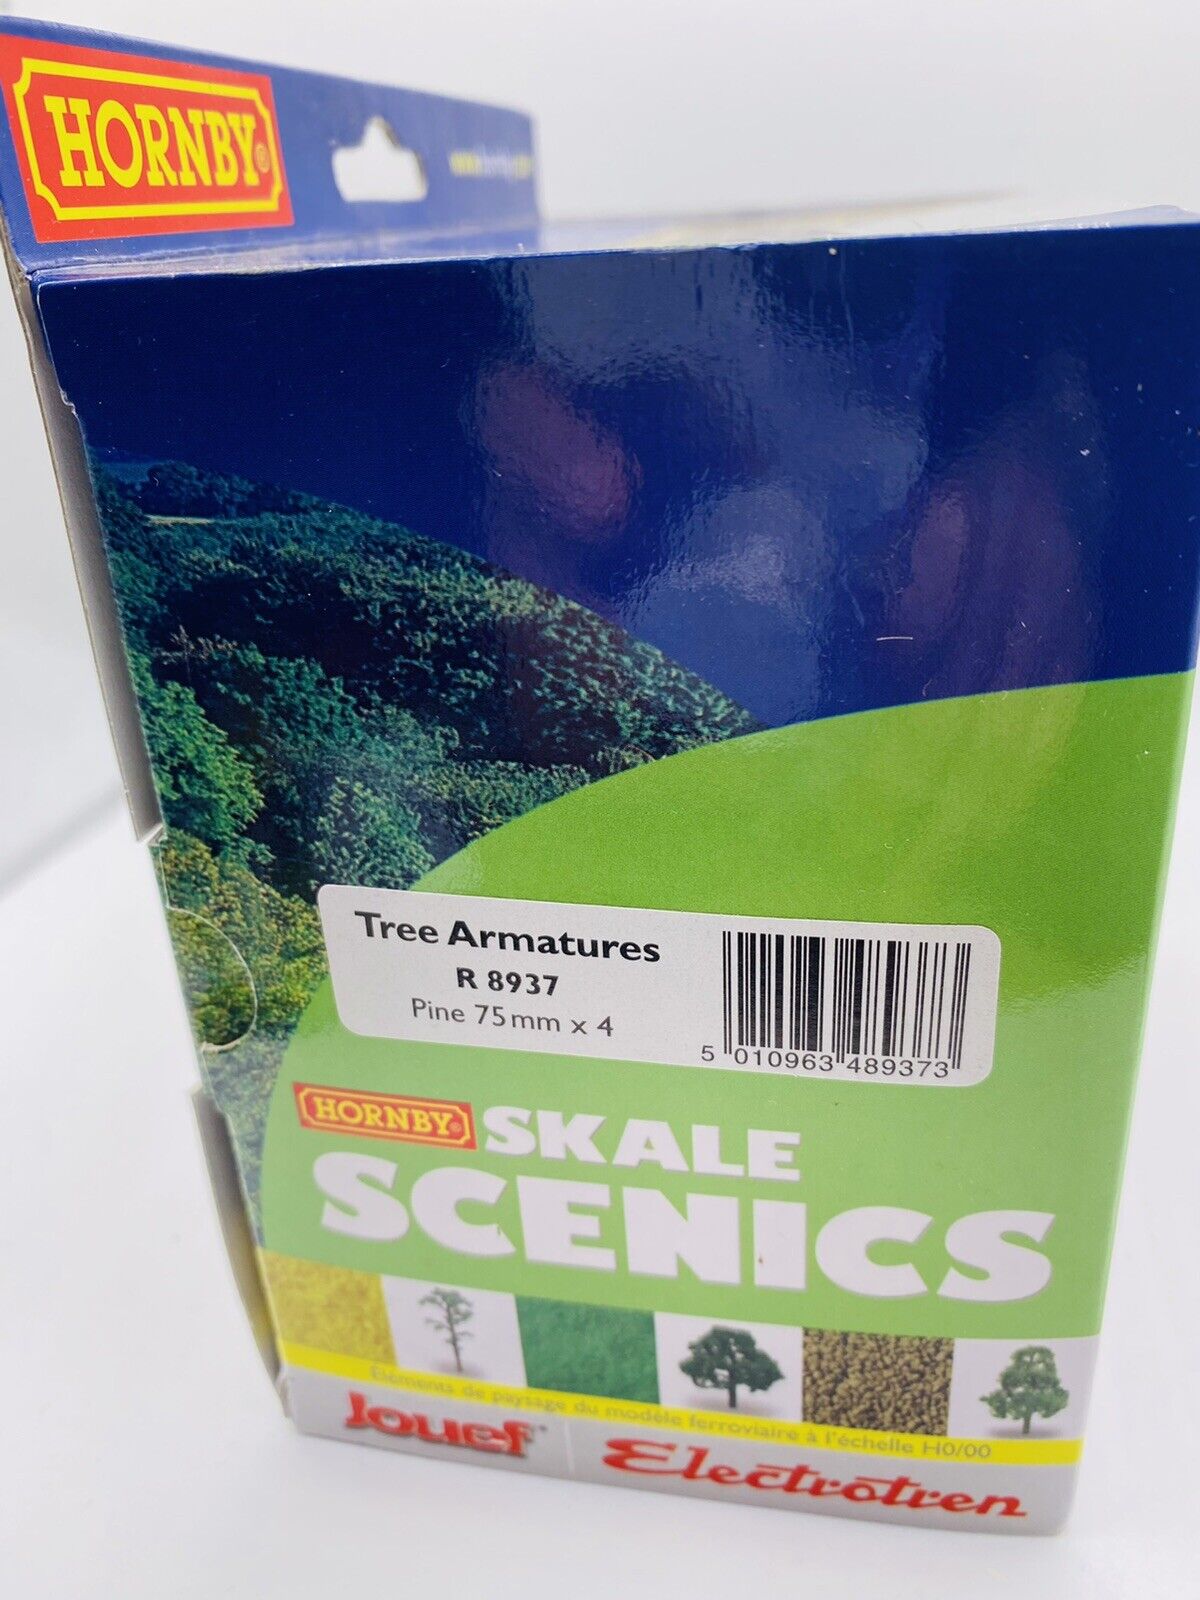 HORNBY®
Tree Armatures
R 8937
Pine 75mm x 4
5 010963 489373
HORNBY®
SKALE
SCENICS
Eléments de paysage du modèle ferroviaire à l'échelle H0/00
Jouef®
Electrotren